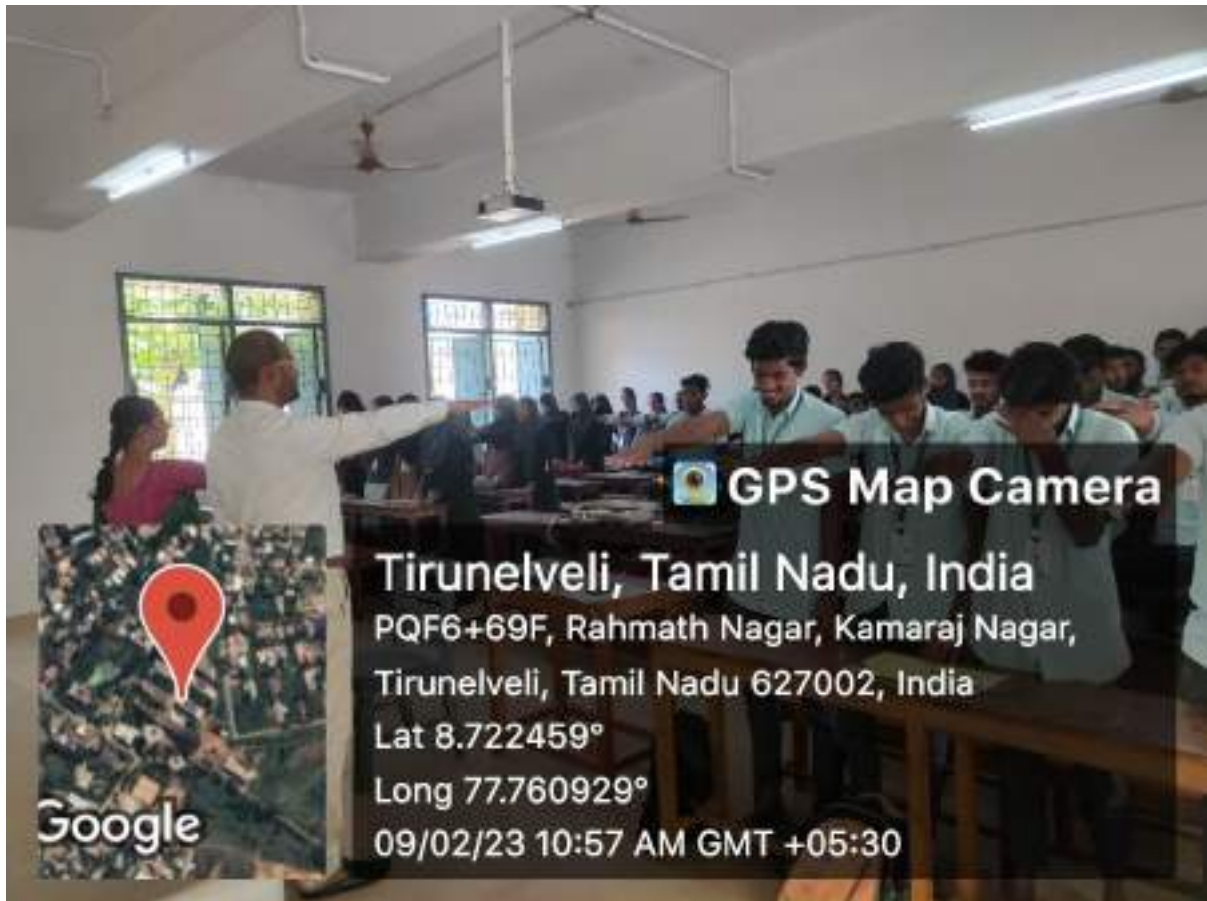 GPS Map Camera
Tirunelveli, Tamil Nadu, India
PQF6+69F, Rahmath Nagar, Kamaraj Nagar,
Tirunelveli, Tamil Nadu 627002, India
Lat 8.722459°
Long 77.760929°
09/02/23 10:57 AM GMT +05:30
Google